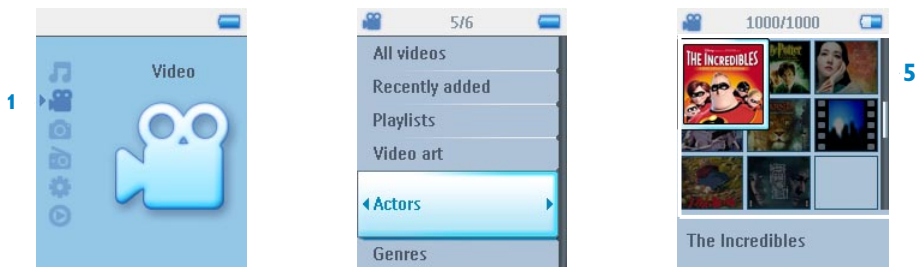 1
Video
5/6
All videos
Recently added
Playlists
Video art
Actors
Genres
1000/1000
THE INCREDIBLES
The Incredibles
5